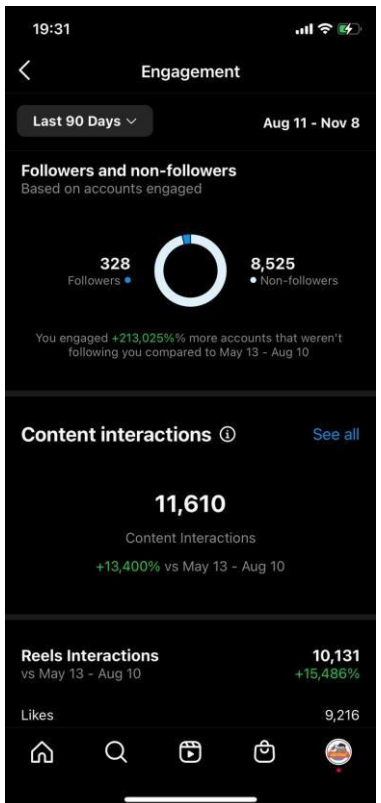 19:31
Engagement
Last 90 Days
Aug 11 - Nov 8
Followers and non-followers
Based on accounts engaged
328
Followers
8,525
Non-followers
You engaged +213,025%% more accounts that weren't
following you compared to May 13 - Aug 10
Content interactions
See all
11,610
Content Interactions
+13,400% vs May 13 - Aug 10
Reels Interactions
10,131
vs May 13 - Aug 10
+15,486%
Likes
9,216